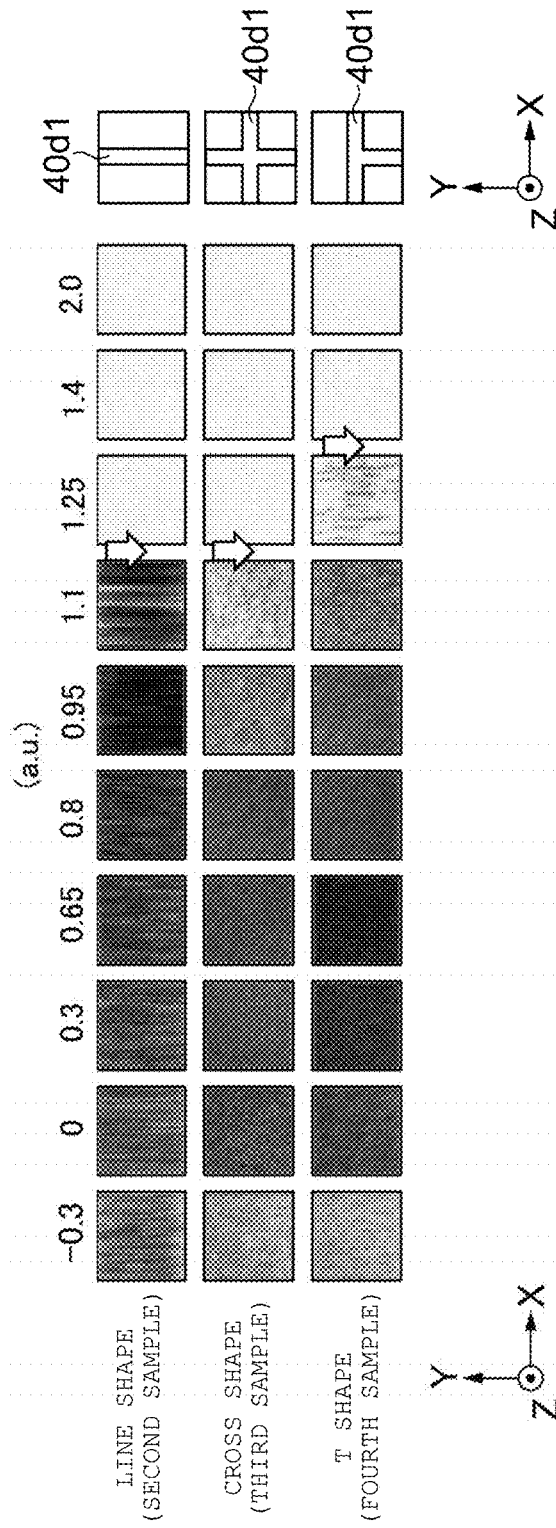 (a.u.)
−0.3 0 0.3 0.65 0.8 0.95 1.1 1.25 1.4 2.0
LINE SHAPE
(SECOND SAMPLE)
40d1
CROSS SHAPE
(THIRD SAMPLE)
40d1
T SHAPE
(FOURTH SAMPLE)
40d1
Y
Z
X
Y
Z
X